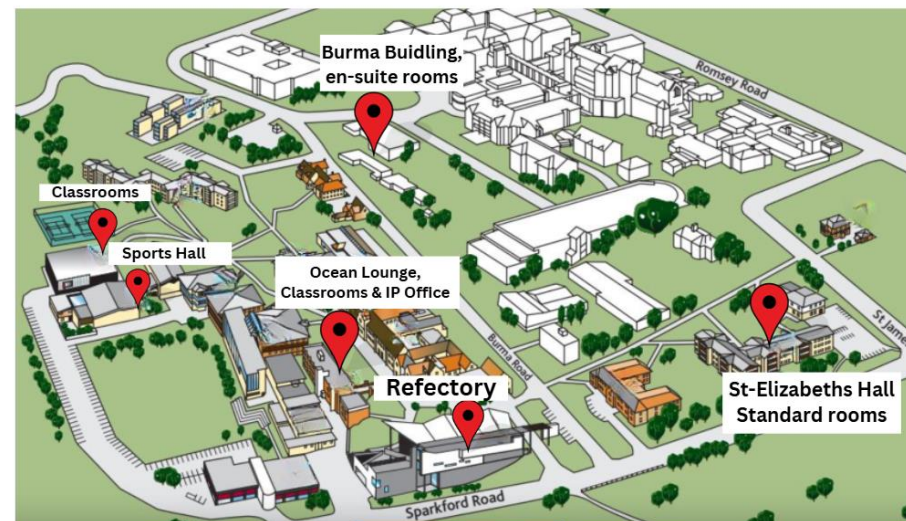 Burma Buidling,
en-suite rooms
Romsey Road
Classrooms
Sports Hall
Ocean Lounge,
Classrooms & IP Office
Burma Road
St Jame
Refectory
St-Elizabeths Hall
Standard rooms
Sparkford Road